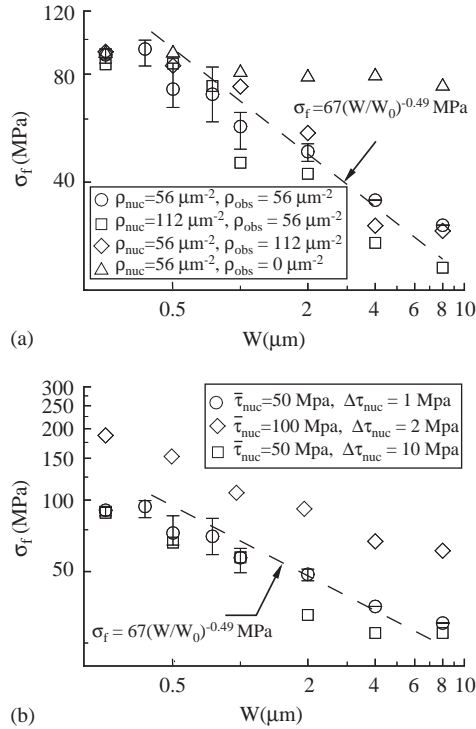 120
80
40
σf (MPa)
σf=67(W/W0)-0.49 MPa
ρnuc=56 μm-2, ρobs = 56 μm-2
ρnuc=112 μm-2, ρobs = 56 μm-2
ρnuc=56 μm-2, ρobs = 112 μm-2
ρnuc=56 μm-2, ρobs = 0 μm-2
0.5 2 4 6 8 10
W(μm)
(a)
300
250
200
150
100
50
σf (MPa)
τ̄nuc=50 Mpa, Δτnuc = 1 Mpa
τ̄nuc=100 Mpa, Δτnuc = 2 Mpa
τ̄nuc=50 Mpa, Δτnuc = 10 Mpa
σf = 67(W/W0)-0.49 MPa
0.5 2 4 6 8 10
W(μm)
(b)